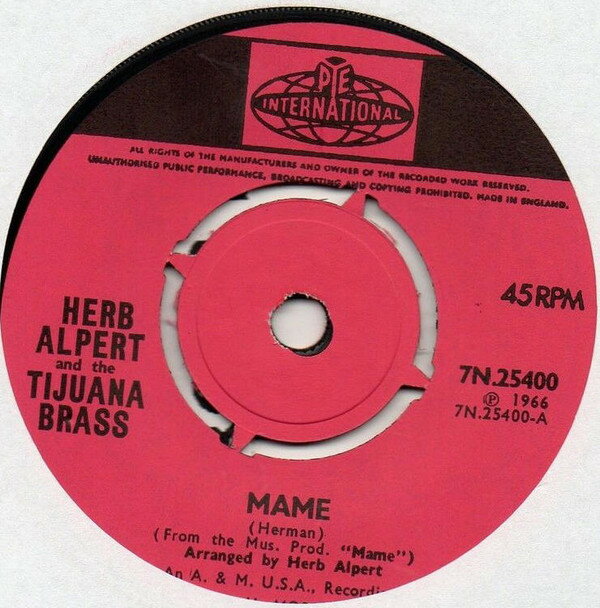 PYE
INTERNATIONAL
ALL RIGHTS OF THE MANUFACTURERS AND OWNER OF THE RECORDED WORK RESERVED.
UNAUTHORISED PUBLIC PERFORMANCE, BROADCASTING AND COPYING PROHIBITED. MADE IN ENGLAND.
45 RPM
HERB
ALPERT
and the
TIJUANA
BRASS
7N.25400
Ⓟ 1966
7N.25400-A
MAME
(Herman)
(From the Mus. Prod. "Mame")
Arranged by Herb Alpert
An A. & M. U.S.A., Recordi